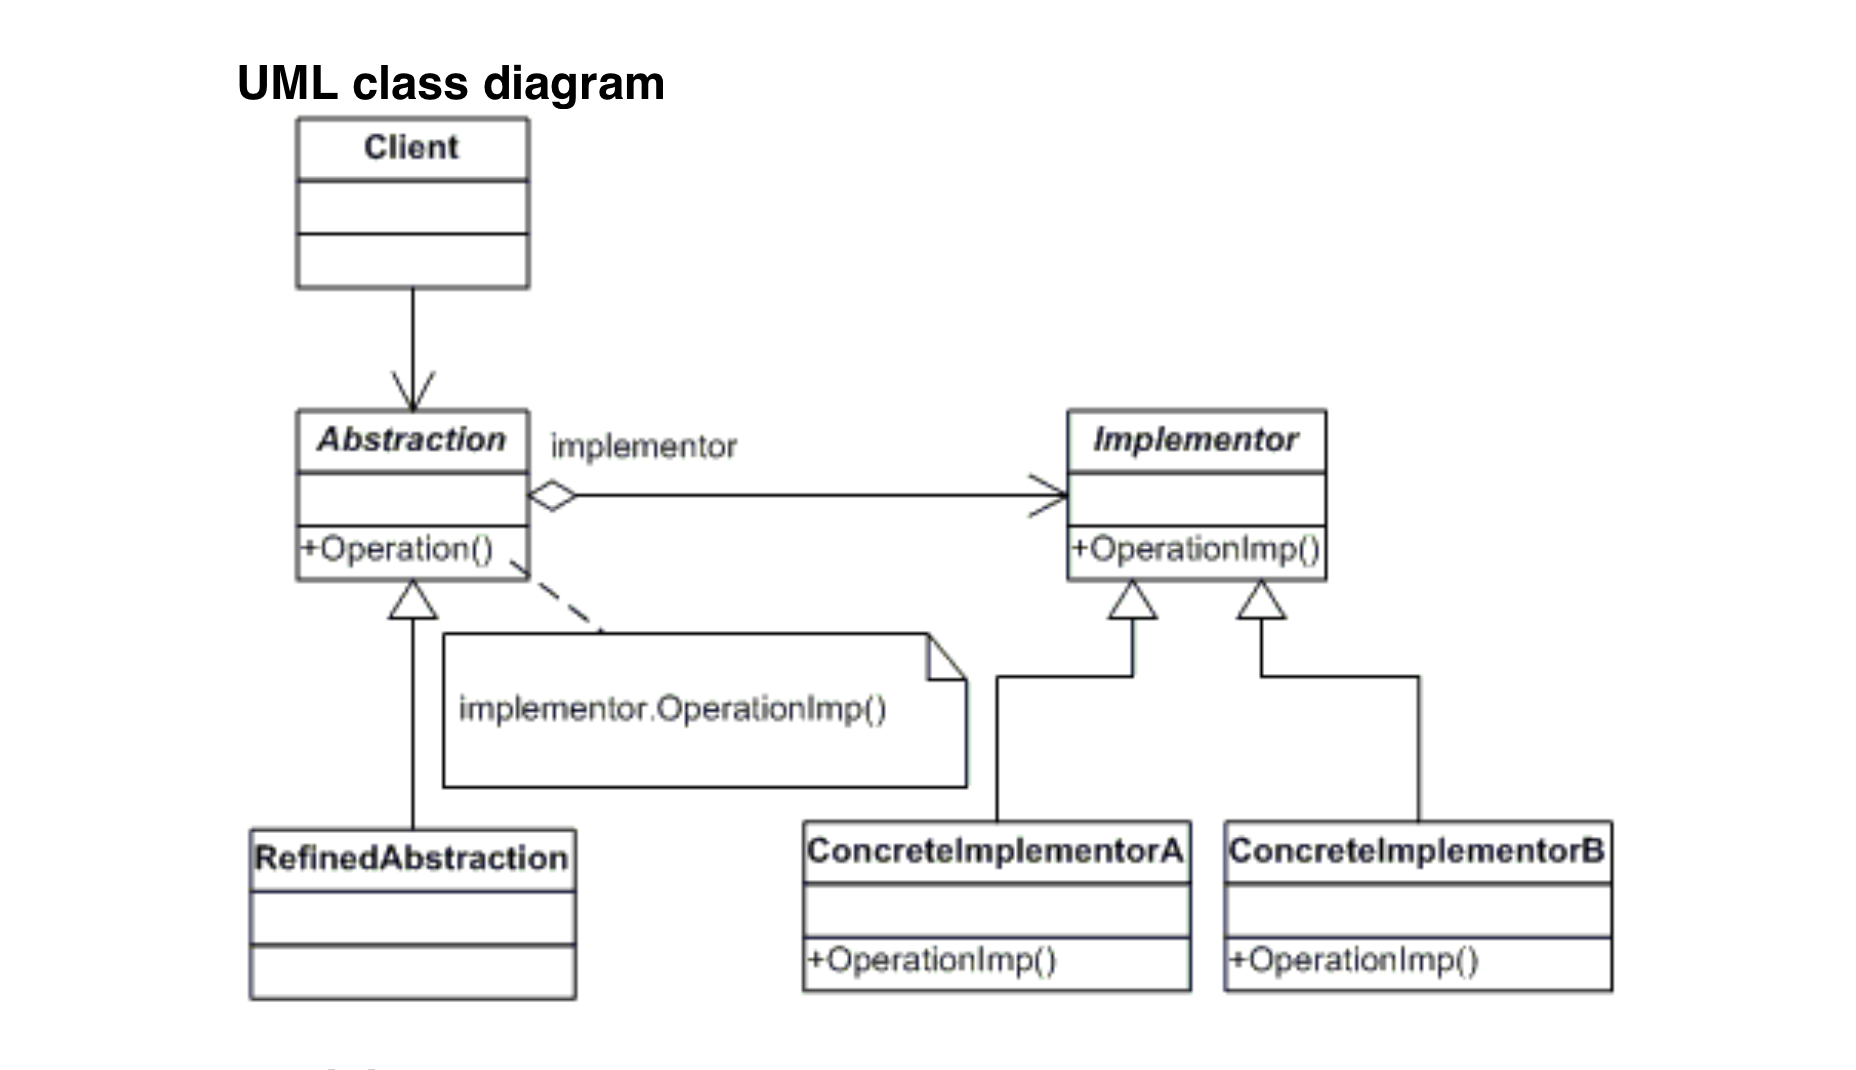 UML class diagram
Client
Abstraction
implementor
Implementor
+Operation()
+OperationImp()
implementor.OperationImp()
RefinedAbstraction
ConcreteImplementorA
ConcreteImplementorB
+OperationImp()
+OperationImp()